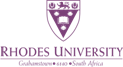 RHODES UNIVERSITY
Grahamstown • 6140 • South Africa